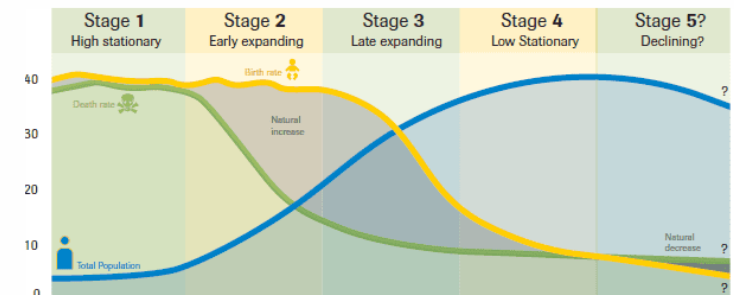 Stage 1
High stationary
Stage 2
Early expanding
Stage 3
Late expanding
Stage 4
Low Stationary
Stage 5?
Declining?
40
30
20
10
0
Birth rate
Death rate
Natural
increase
Total Population
Natural
decrease
?
?
?